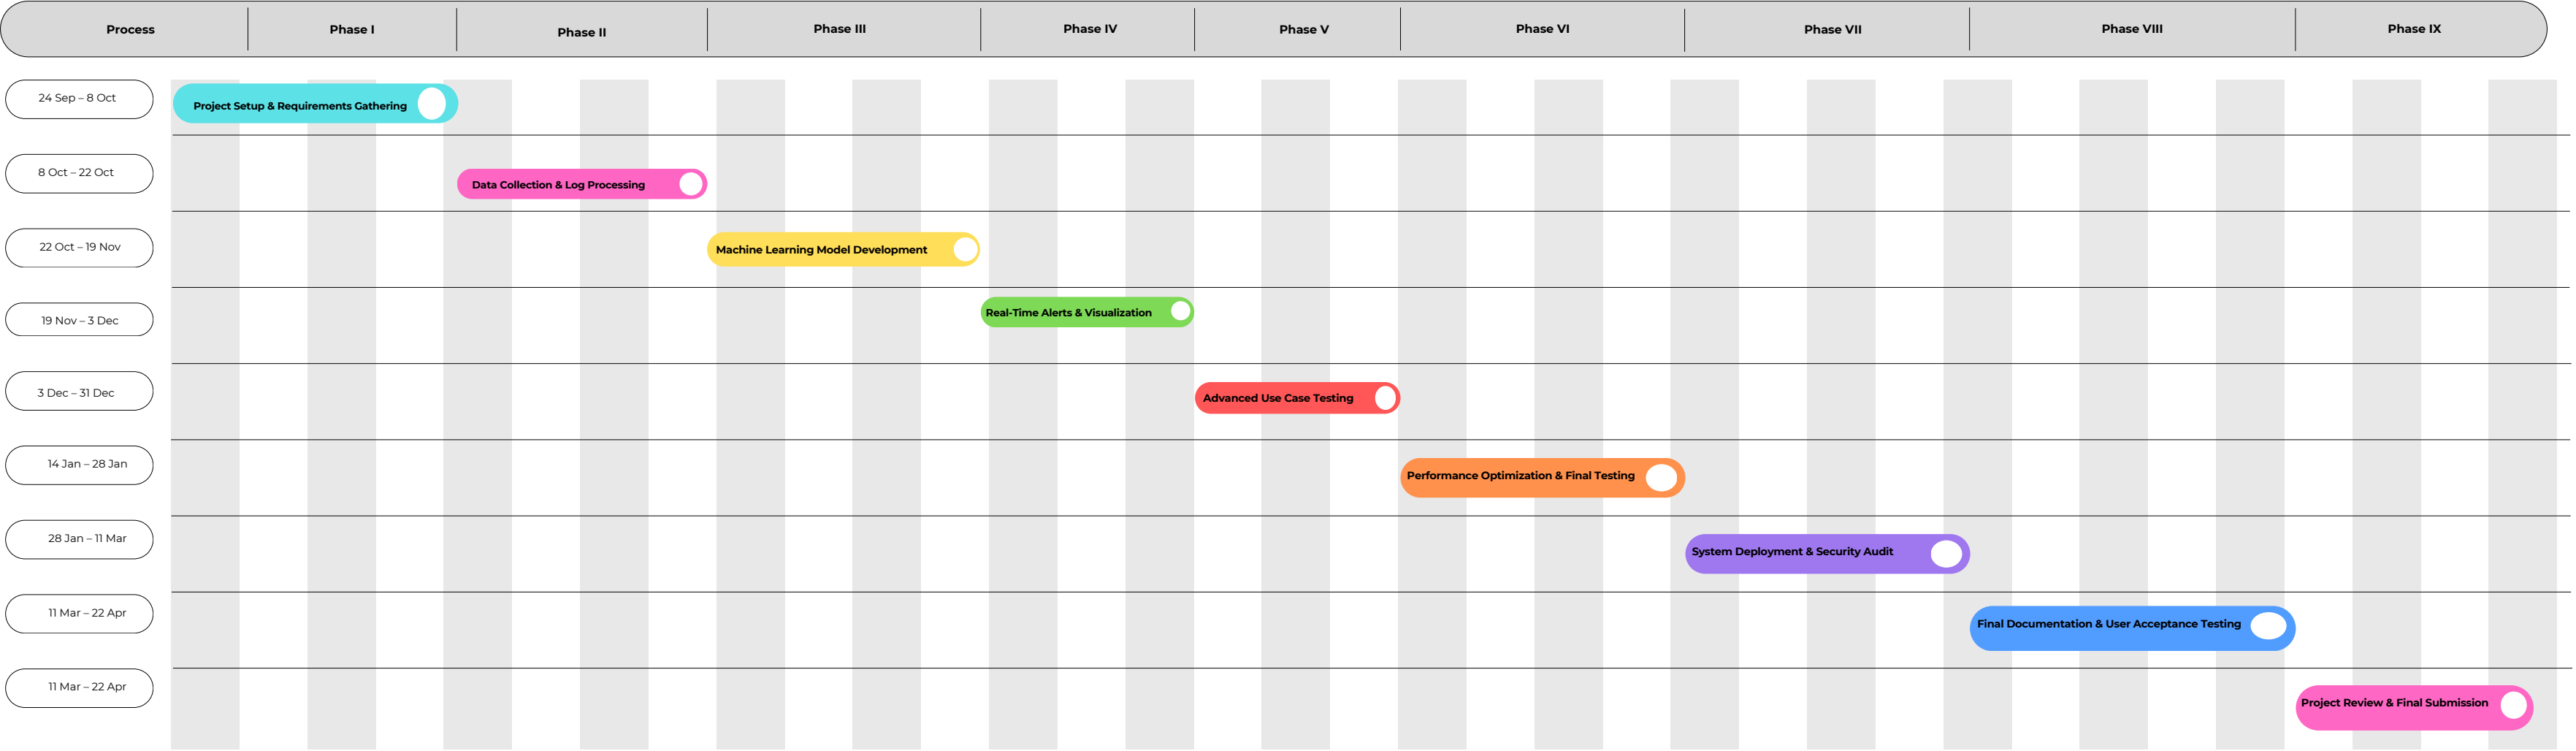 Process
Phase I
Phase II
Phase III
Phase IV
Phase V
Phase VI
Phase VII
Phase VIII
Phase IX
24 Sep – 8 Oct
Project Setup & Requirements Gathering
8 Oct – 22 Oct
Data Collection & Log Processing
22 Oct – 19 Nov
Machine Learning Model Development
19 Nov – 3 Dec
Real-Time Alerts & Visualization
3 Dec – 31 Dec
Advanced Use Case Testing
14 Jan – 28 Jan
Performance Optimization & Final Testing
28 Jan – 11 Mar
System Deployment & Security Audit
11 Mar – 22 Apr
Final Documentation & User Acceptance Testing
11 Mar – 22 Apr
Project Review & Final Submission